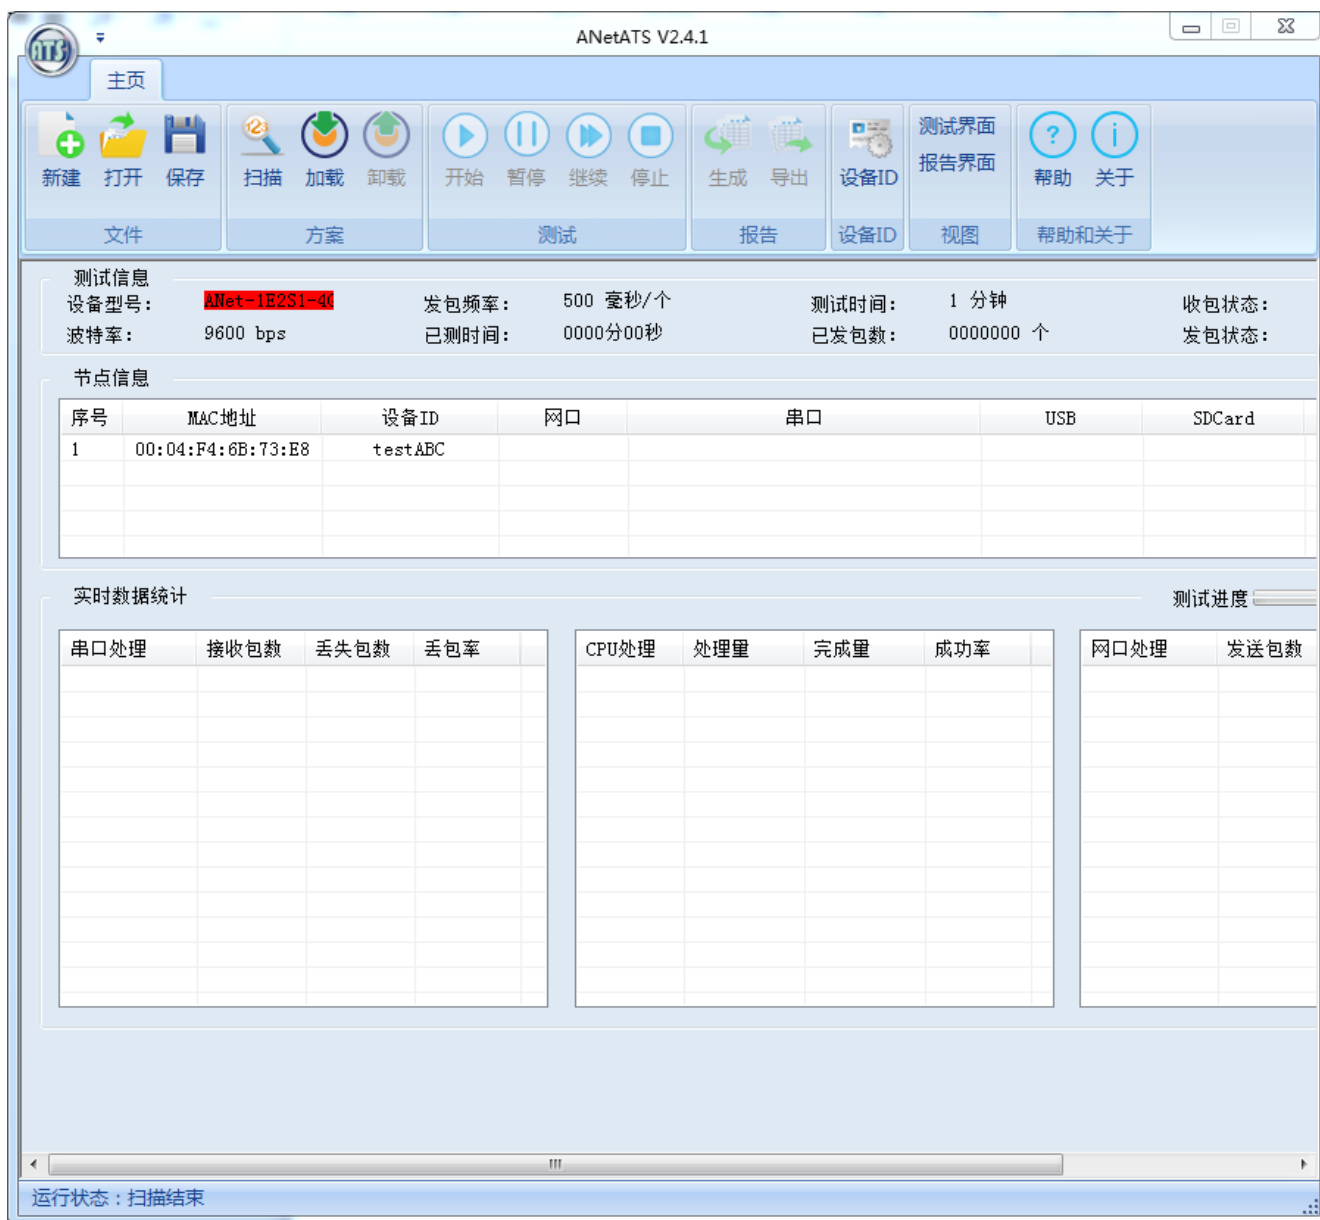 ANetATS V2.4.1
ATS
主页
新建 打开 保存 扫描 加载 卸载 开始 暂停 继续 停止 生成 导出 设备ID 测试界面 报告界面 帮助 关于
文件 方案 测试 报告 设备ID 视图 帮助和关于
测试信息
设备型号: ANet-1E2S1-4G 发包频率: 500 毫秒/个 测试时间: 1 分钟 收包状态:
波特率: 9600 bps 已测时间: 0000分00秒 已发包数: 0000000 个 发包状态:
节点信息
序号 MAC地址 设备ID 网口 串口 USB SDCard
1 00:04:F4:6B:73:E8 testABC
实时数据统计 测试进度
串口处理 接收包数 丢失包数 丢包率 CPU处理 处理量 完成量 成功率 网口处理 发送包数
运行状态:扫描结束